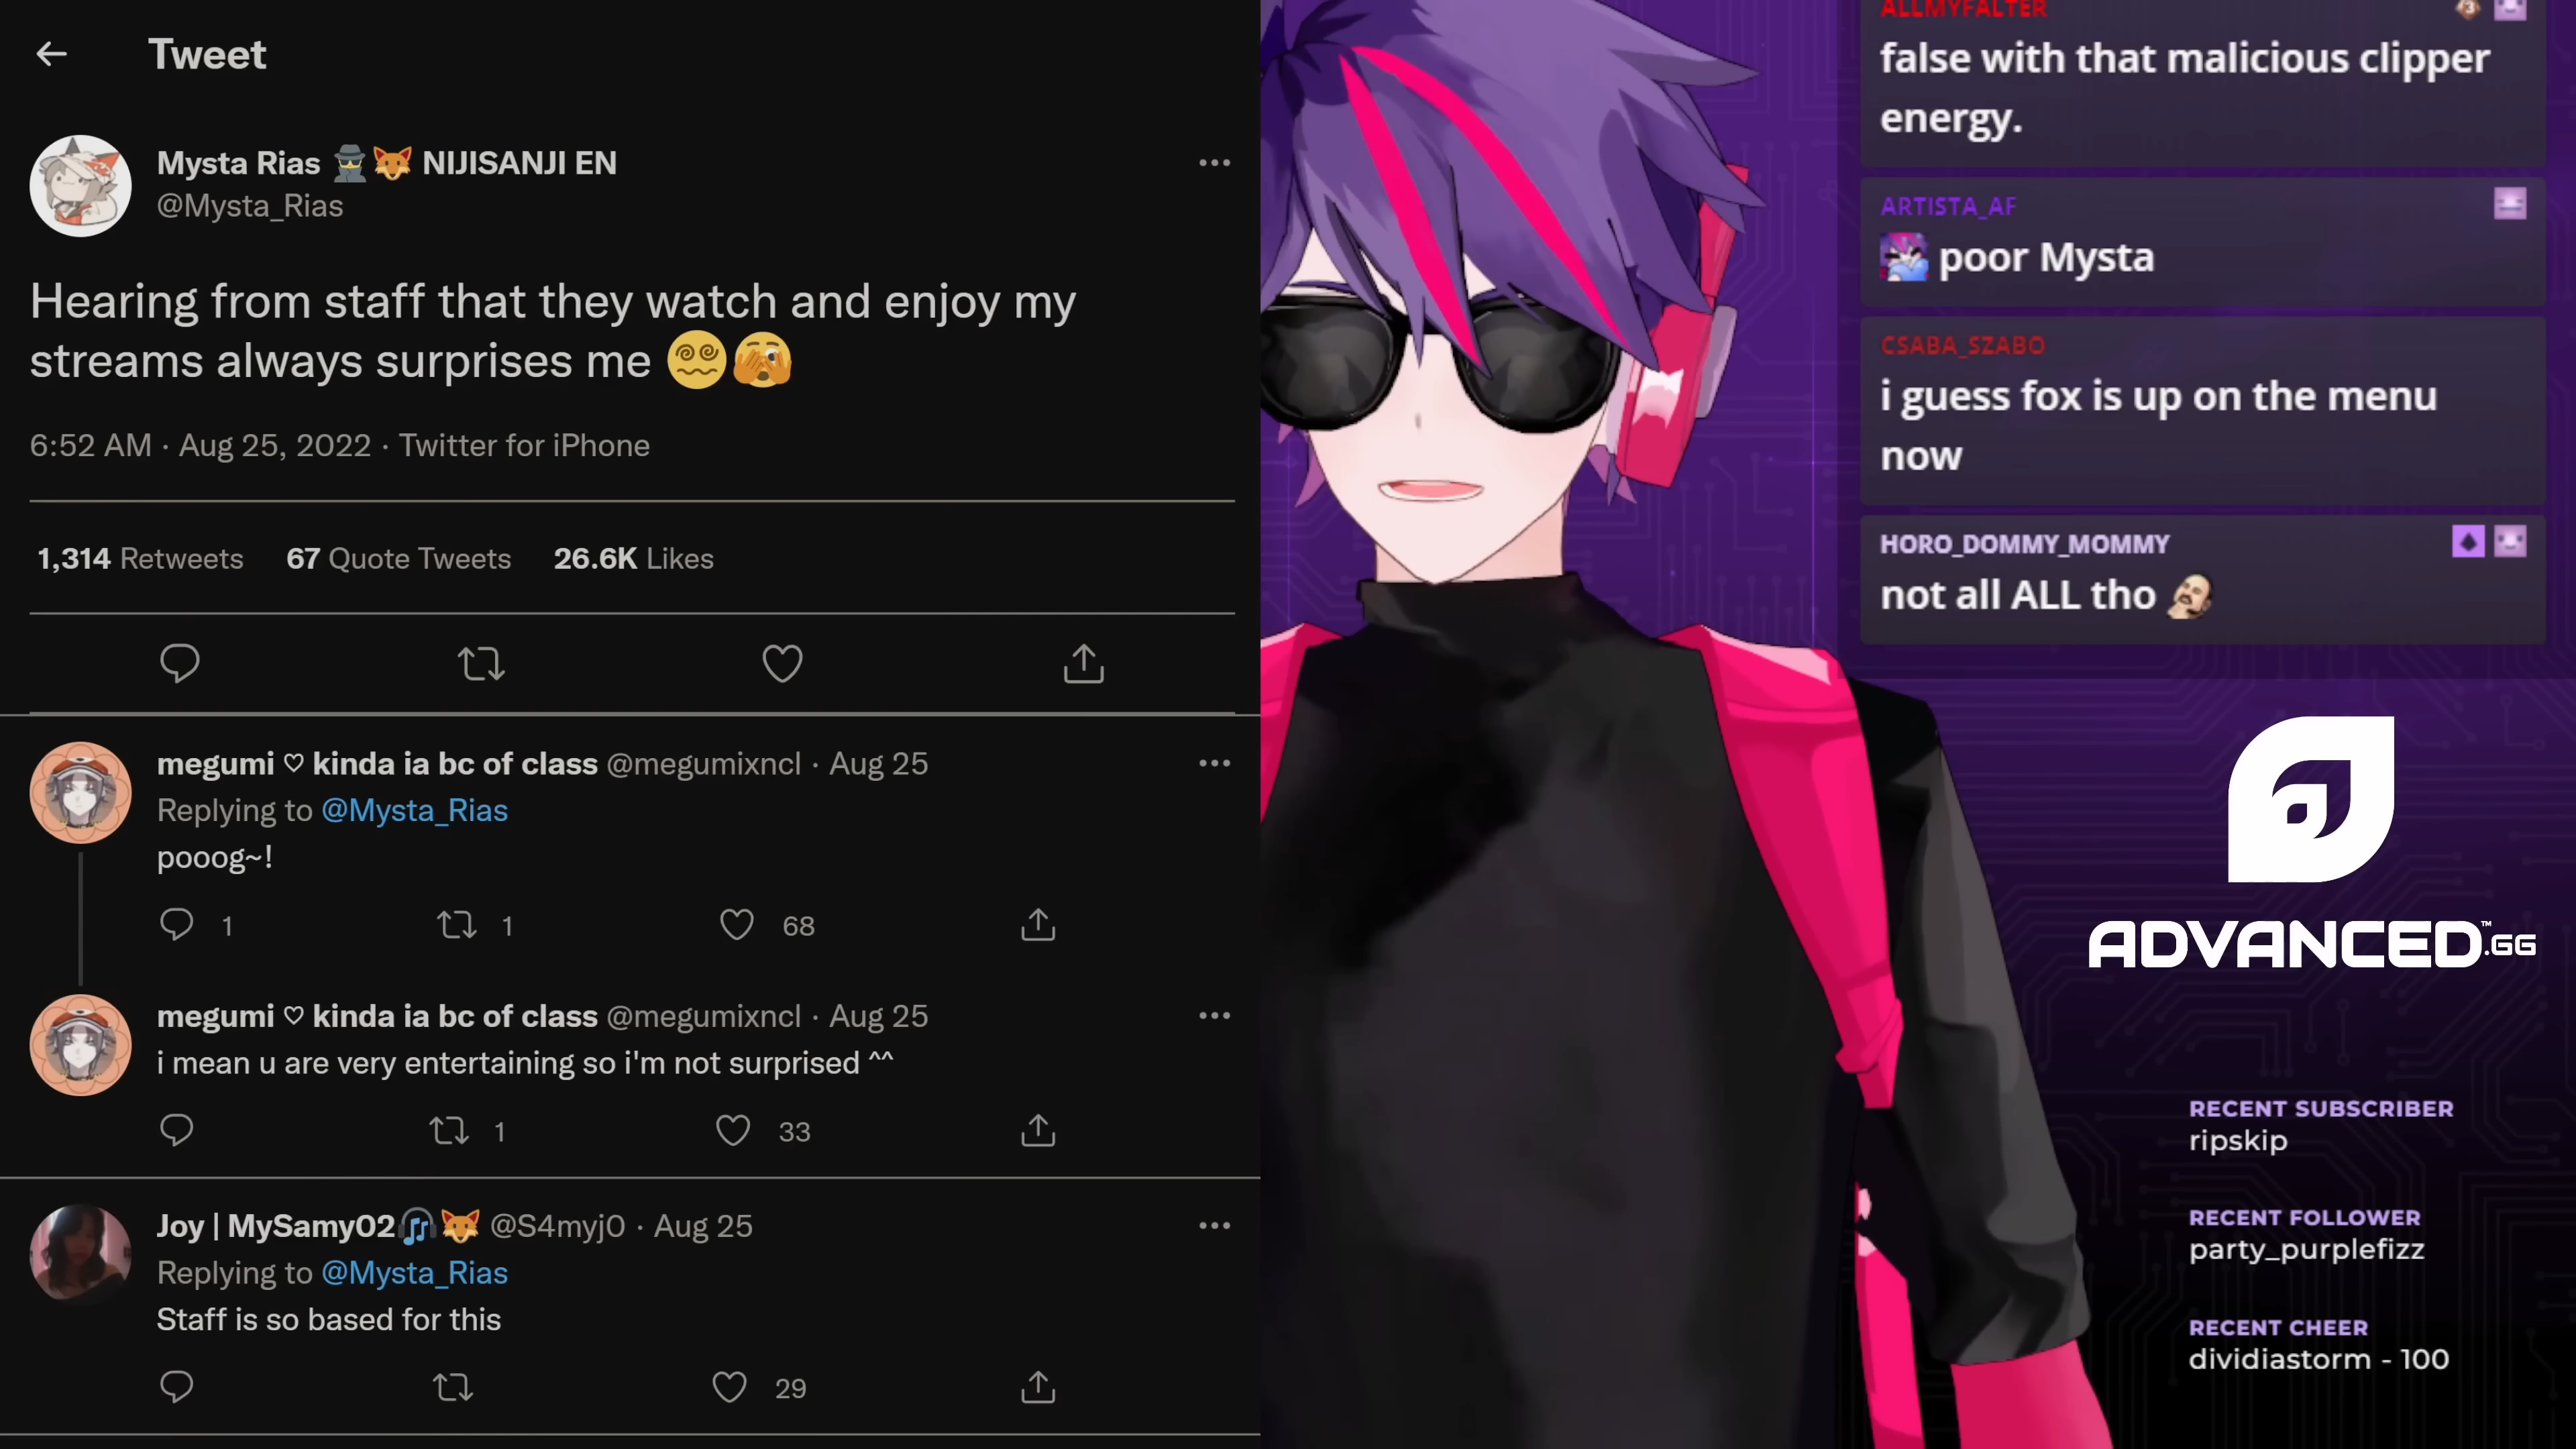 Tweet
Mysta Rias 🕵️🦊 NIJISANJI EN
@Mysta_Rias
Hearing from staff that they watch and enjoy my
streams always surprises me 😵‍💫🫣
6:52 AM · Aug 25, 2022 · Twitter for iPhone
1,314 Retweets 67 Quote Tweets 26.6K Likes
megumi ♡ kinda ia bc of class @megumixncl · Aug 25
Replying to @Mysta_Rias
pooog~!
1 1 68
megumi ♡ kinda ia bc of class @megumixncl · Aug 25
i mean u are very entertaining so i'm not surprised ^^
1 33
Joy | MySamy02🎧🦊 @S4myj0 · Aug 25
Replying to @Mysta_Rias
Staff is so based for this
29
ALLMYFALTER
3
false with that malicious clipper
energy.
ARTISTA_AF
poor Mysta
CSABA_SZABO
i guess fox is up on the menu
now
HORO_DOMMY_MOMMY
not all ALL tho
ADVANCED™.GG
RECENT SUBSCRIBER
ripskip
RECENT FOLLOWER
party_purplefizz
RECENT CHEER
dividiastorm - 100